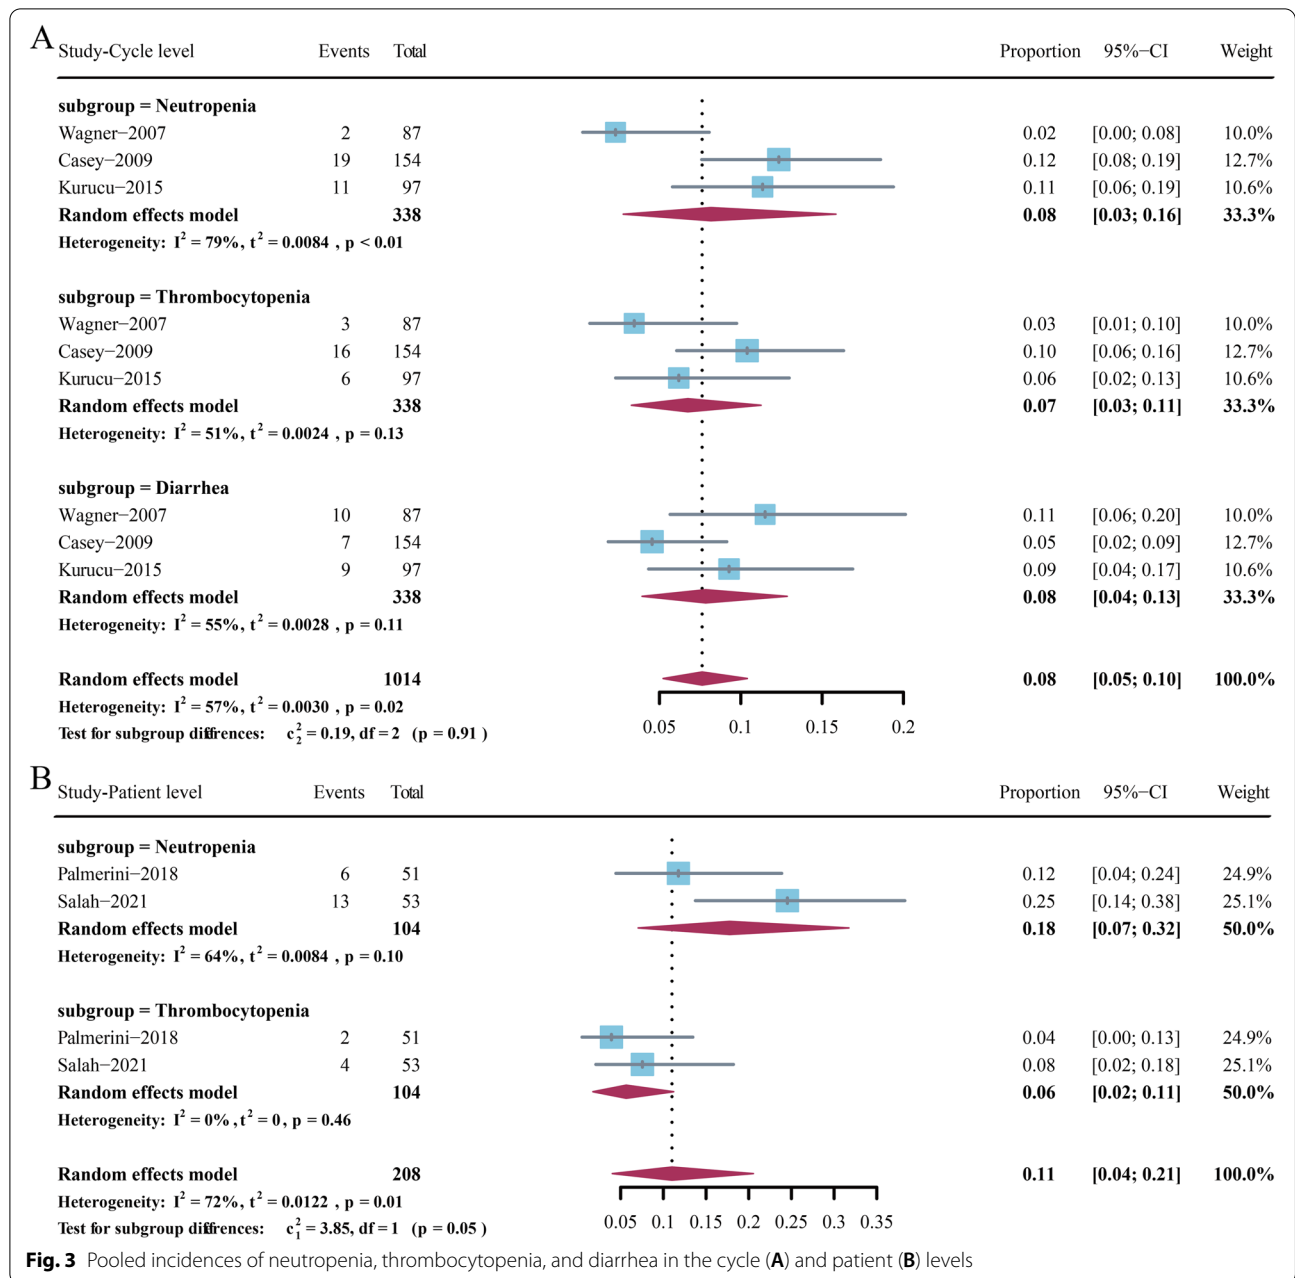 A Study-Cycle level Events Total Proportion 95%−CI Weight
subgroup = Neutropenia
Wagner−2007 2 87 0.02 [0.00; 0.08] 10.0%
Casey−2009 19 154 0.12 [0.08; 0.19] 12.7%
Kurucu−2015 11 97 0.11 [0.06; 0.19] 10.6%
Random effects model 338 0.08 [0.03; 0.16] 33.3%
Heterogeneity: I² = 79%, t² = 0.0084 , p < 0.01
subgroup = Thrombocytopenia
Wagner−2007 3 87 0.03 [0.01; 0.10] 10.0%
Casey−2009 16 154 0.10 [0.06; 0.16] 12.7%
Kurucu−2015 6 97 0.06 [0.02; 0.13] 10.6%
Random effects model 338 0.07 [0.03; 0.11] 33.3%
Heterogeneity: I² = 51%, t² = 0.0024 , p = 0.13
subgroup = Diarrhea
Wagner−2007 10 87 0.11 [0.06; 0.20] 10.0%
Casey−2009 7 154 0.05 [0.02; 0.09] 12.7%
Kurucu−2015 9 97 0.09 [0.04; 0.17] 10.6%
Random effects model 338 0.08 [0.04; 0.13] 33.3%
Heterogeneity: I² = 55%, t² = 0.0028 , p = 0.11
Random effects model 1014 0.08 [0.05; 0.10] 100.0%
Heterogeneity: I² = 57%, t² = 0.0030 , p = 0.02
0.05 0.1 0.15 0.2
Test for subgroup diffrences: c₂² = 0.19, df = 2 (p = 0.91 )
B Study-Patient level Events Total Proportion 95%−CI Weight
subgroup = Neutropenia
Palmerini−2018 6 51 0.12 [0.04; 0.24] 24.9%
Salah−2021 13 53 0.25 [0.14; 0.38] 25.1%
Random effects model 104 0.18 [0.07; 0.32] 50.0%
Heterogeneity: I² = 64%, t² = 0.0084 , p = 0.10
subgroup = Thrombocytopenia
Palmerini−2018 2 51 0.04 [0.00; 0.13] 24.9%
Salah−2021 4 53 0.08 [0.02; 0.18] 25.1%
Random effects model 104 0.06 [0.02; 0.11] 50.0%
Heterogeneity: I² = 0% , t² = 0 , p = 0.46
Random effects model 208 0.11 [0.04; 0.21] 100.0%
Heterogeneity: I² = 72%, t² = 0.0122 , p = 0.01
0.05 0.1 0.15 0.2 0.25 0.3 0.35
Test for subgroup diffrences: c₁² = 3.85, df = 1 (p = 0.05 )
Fig. 3 Pooled incidences of neutropenia, thrombocytopenia, and diarrhea in the cycle (A) and patient (B) levels